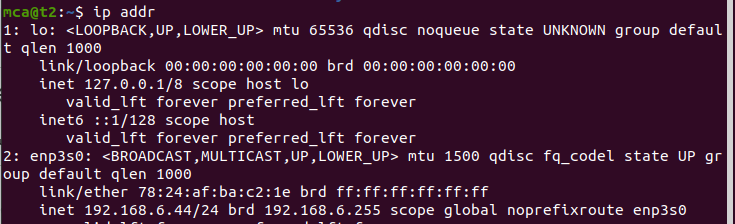 mca@t2:~$ ip addr
1: lo: <LOOPBACK,UP,LOWER_UP> mtu 65536 qdisc noqueue state UNKNOWN group defaul
t qlen 1000
    link/loopback 00:00:00:00:00:00 brd 00:00:00:00:00:00
    inet 127.0.0.1/8 scope host lo
       valid_lft forever preferred_lft forever
    inet6 ::1/128 scope host
       valid_lft forever preferred_lft forever
2: enp3s0: <BROADCAST,MULTICAST,UP,LOWER_UP> mtu 1500 qdisc fq_codel state UP gr
oup default qlen 1000
    link/ether 78:24:af:ba:c2:1e brd ff:ff:ff:ff:ff:ff
    inet 192.168.6.44/24 brd 192.168.6.255 scope global noprefixroute enp3s0